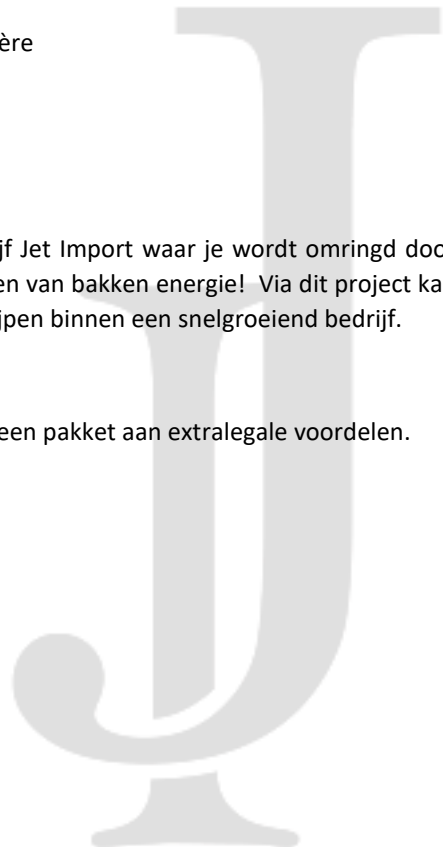 ère
jf Jet Import waar je wordt omringd doo
en van bakken energie! Via dit project ka
ijpen binnen een snelgroeiend bedrijf.
een pakket aan extralegale voordelen.
JI